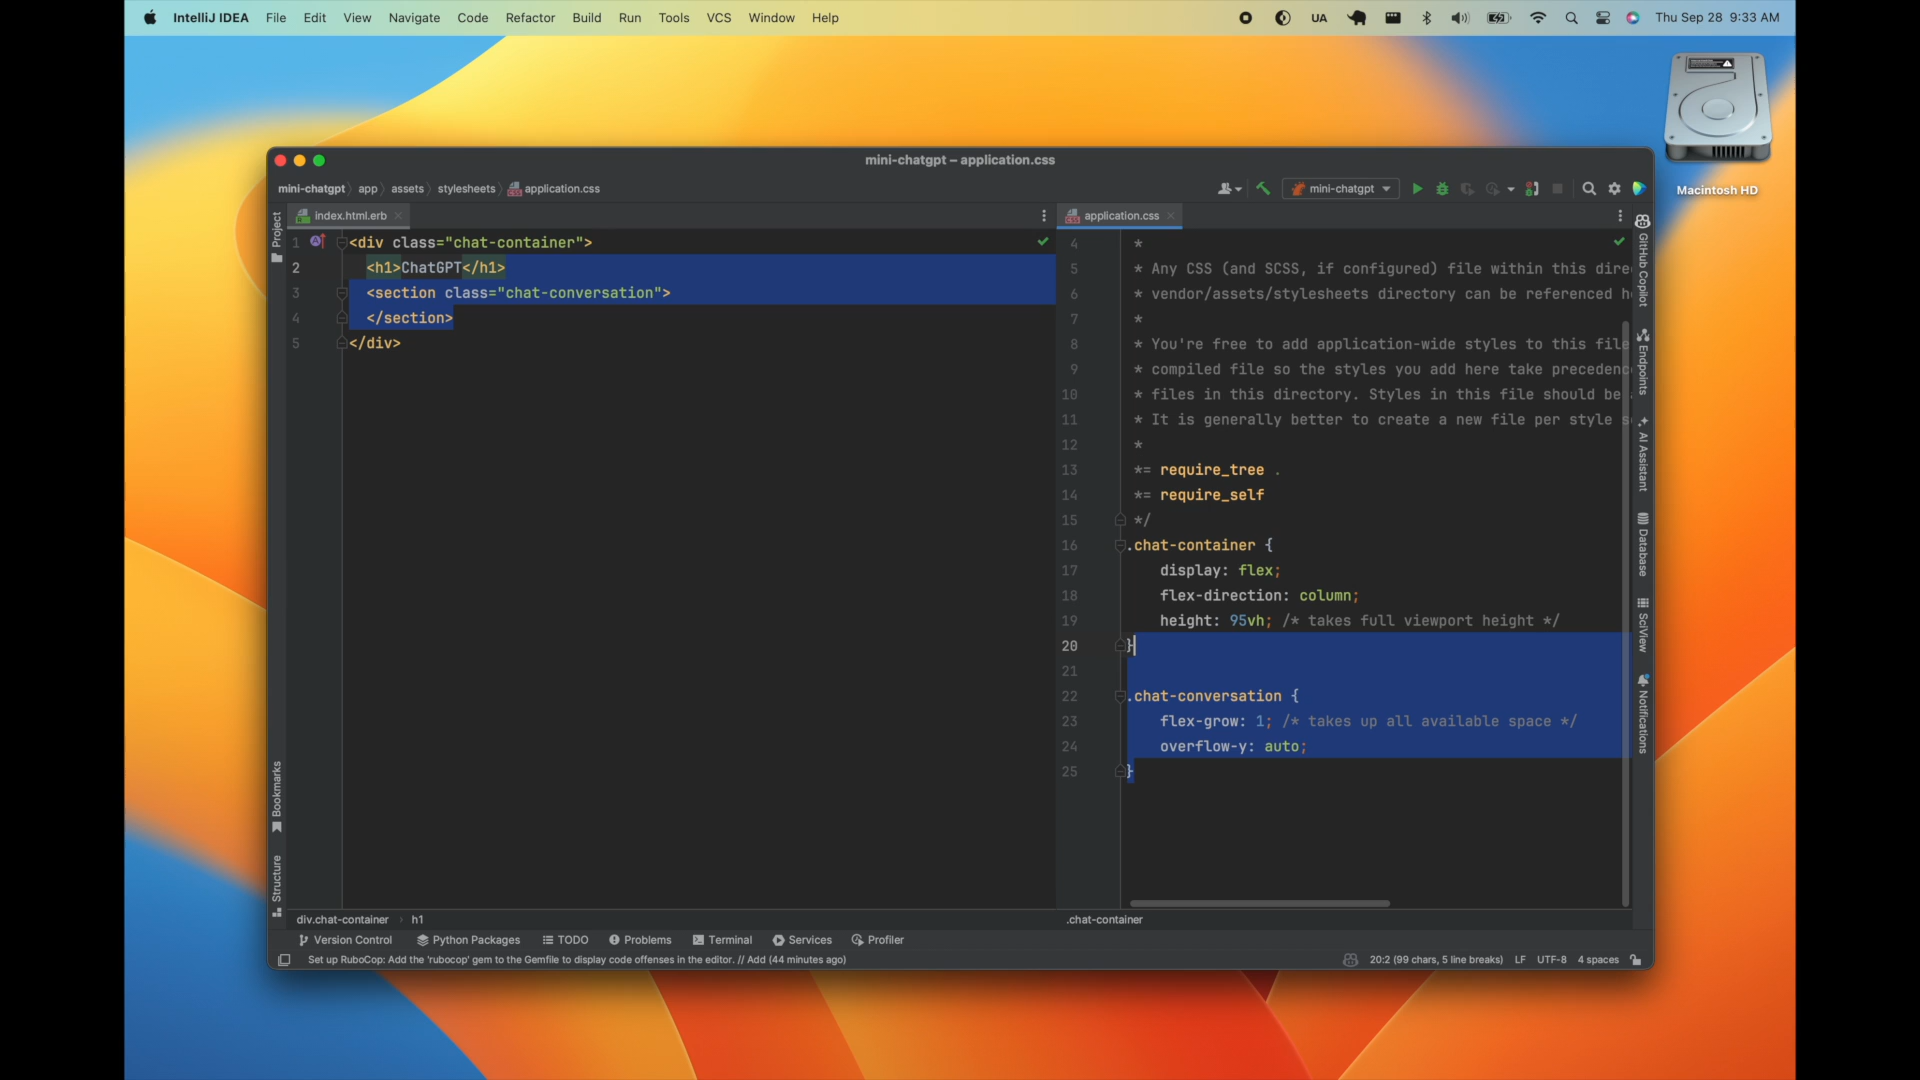 IntelliJ IDEA File Edit View Navigate Code Refactor Build Run Tools VCS Window Help UA Thu Sep 28 9:33 AM
Macintosh HD
mini-chatgpt – application.css
mini-chatgpt app assets stylesheets application.css mini-chatgpt
index.html.erb
1 <div class="chat-container">
2 <h1>ChatGPT</h1>
3 <section class="chat-conversation">
4 </section>
5 </div>
application.css
4 *
5 * Any CSS (and SCSS, if configured) file within this dire
6 * vendor/assets/stylesheets directory can be referenced h
7 *
8 * You're free to add application-wide styles to this file
9 * compiled file so the styles you add here take precedenc
10 * files in this directory. Styles in this file should be
11 * It is generally better to create a new file per style s
12 *
13 *= require_tree .
14 *= require_self
15 */
16 .chat-container {
17 display: flex;
18 flex-direction: column;
19 height: 95vh; /* takes full viewport height */
20 }
21
22 .chat-conversation {
23 flex-grow: 1; /* takes up all available space */
24 overflow-y: auto;
25 }
Project
Bookmarks
Structure
GitHub Copilot
Endpoints
AI Assistant
Database
SciView
Notifications
div.chat-container h1
.chat-container
Version Control Python Packages TODO Problems Terminal Services Profiler
Set up RuboCop: Add the 'rubocop' gem to the Gemfile to display code offenses in the editor. // Add (44 minutes ago) 20:2 (99 chars, 5 line breaks) LF UTF-8 4 spaces